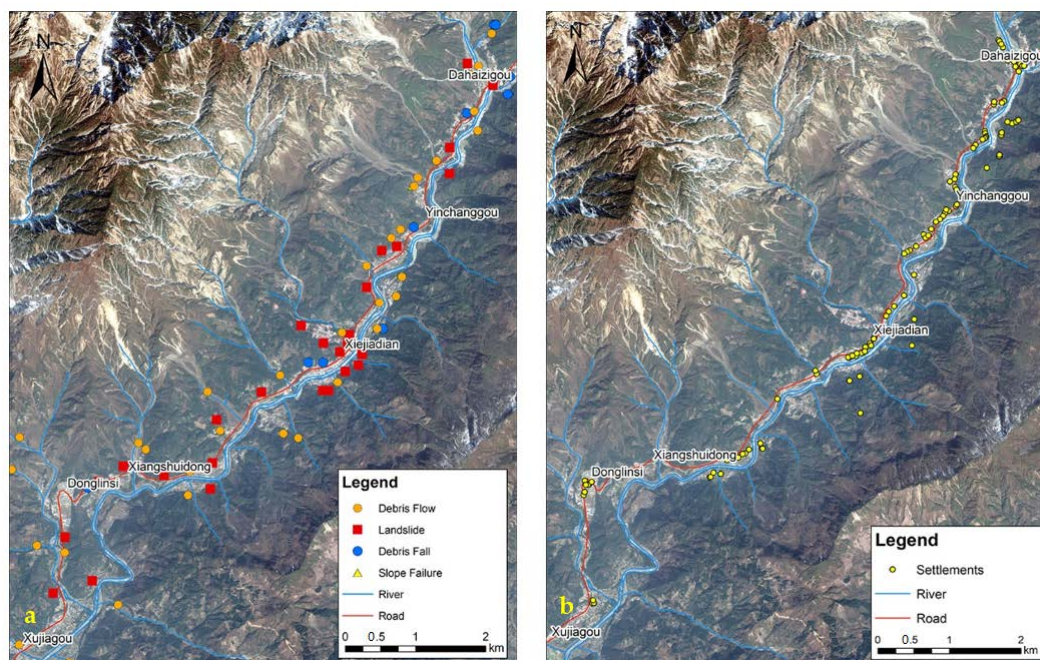 N
Dahaizigou
Yinchanggou
Xiejiadian
Xiangshuidong
Donglinsi
Xujiagou
a
Legend
Debris Flow
Landslide
Debris Fall
Slope Failure
River
Road
0 0.5 1 2
km
N
Dahaizigou
Yinchanggou
Xiejiadian
Xiangshuidong
Donglinsi
Xujiagou
b
Legend
Settlements
River
Road
0 0.5 1 2
km